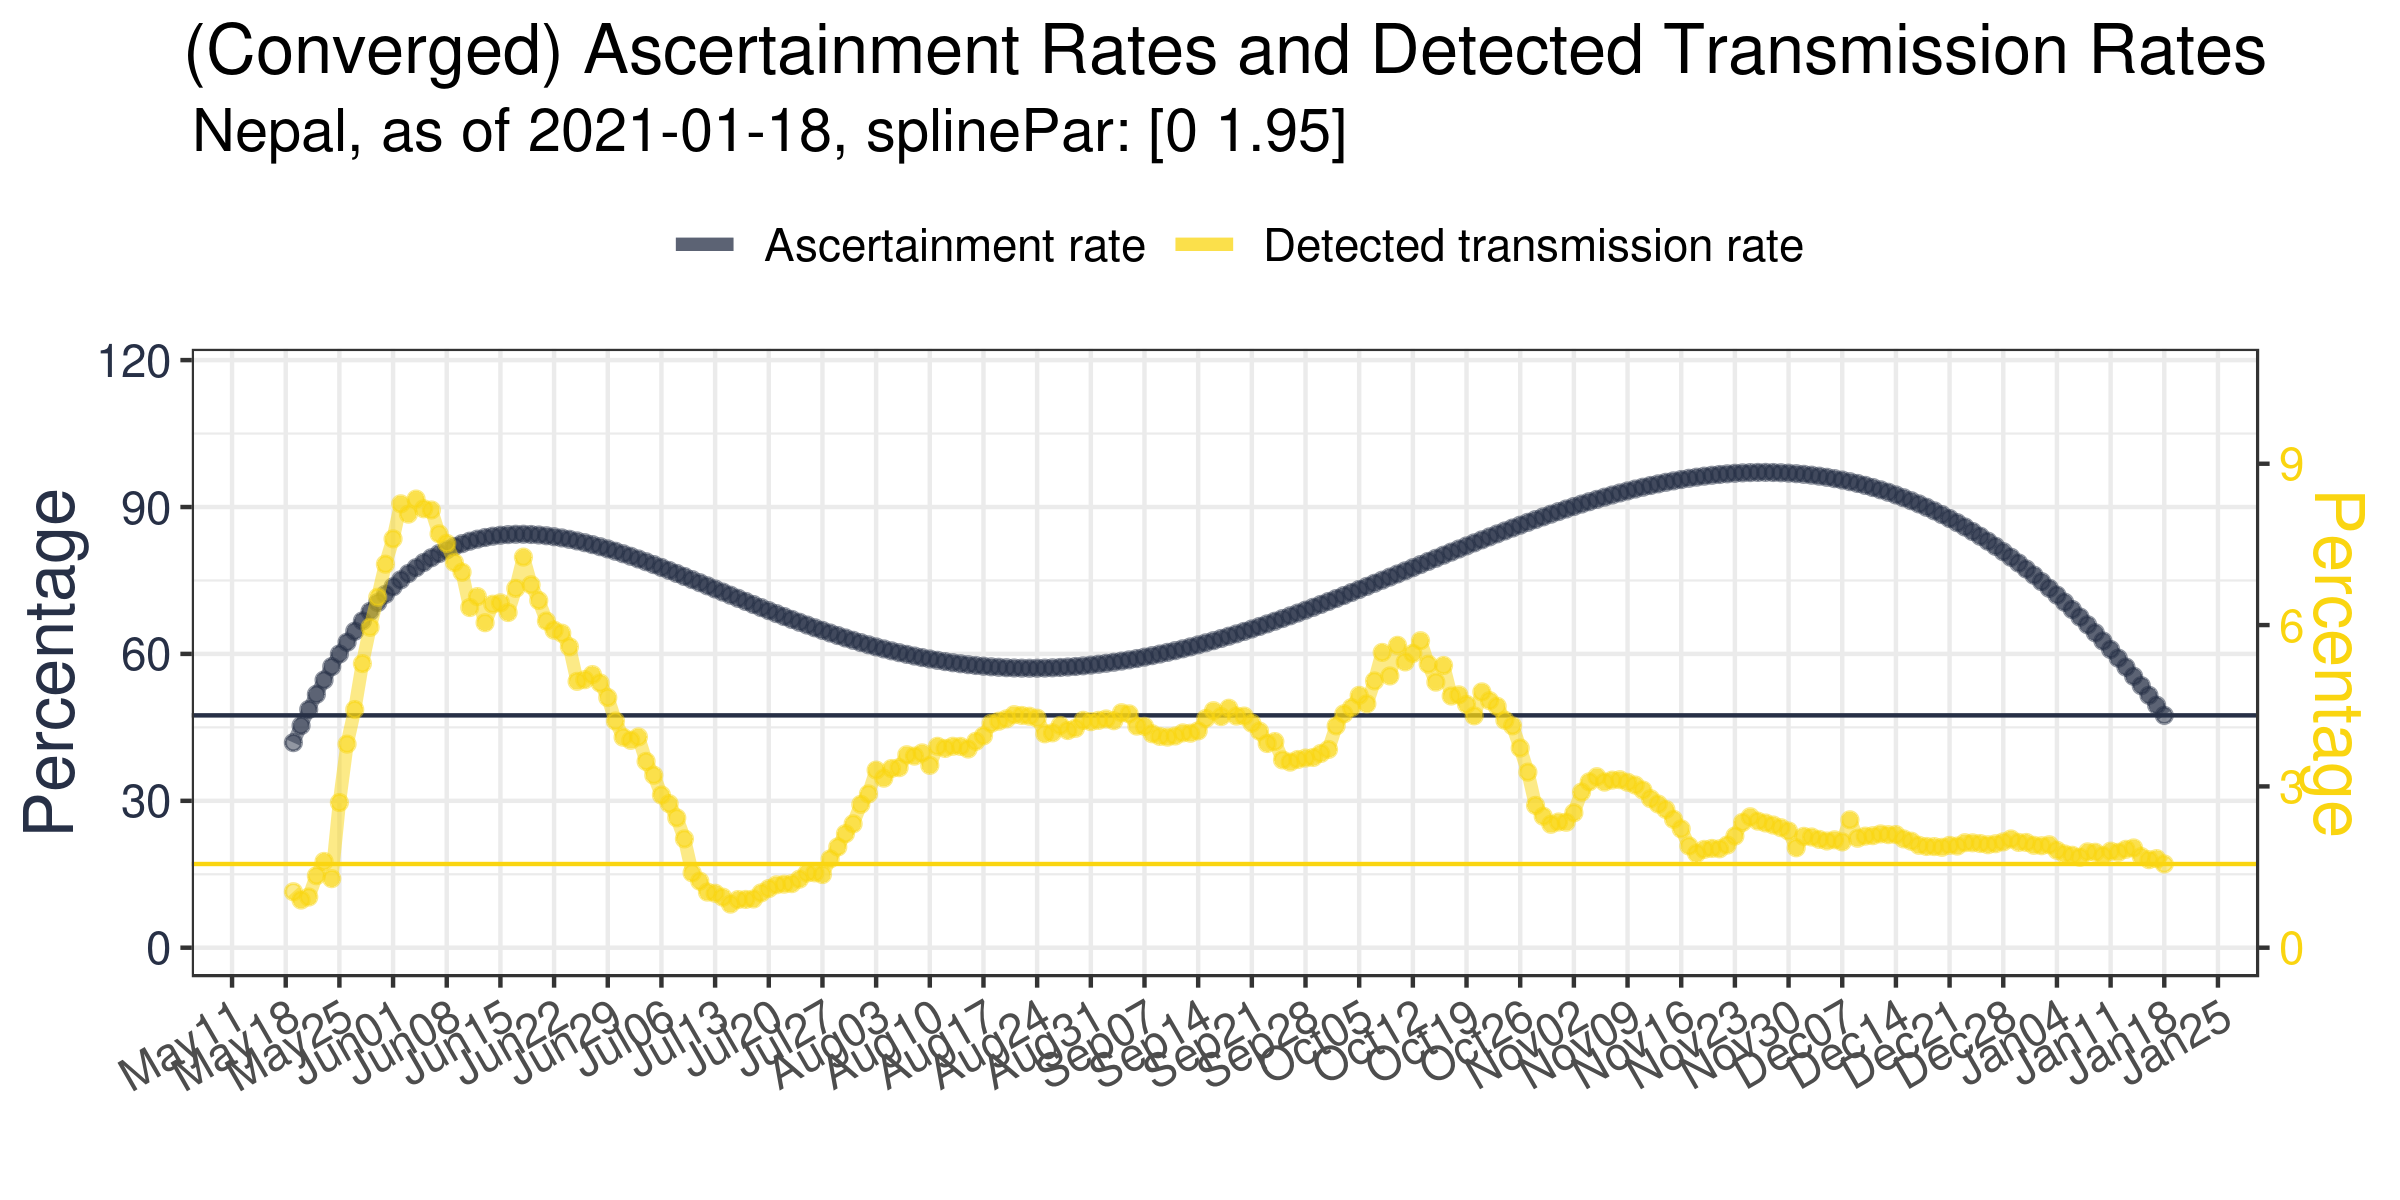 (Converged) Ascertainment Rates and Detected Transmission Rates
Nepal, as of 2021-01-18, splinePar: [0 1.95]
Ascertainment rate
Detected transmission rate
Percentage
120
90
60
30
0
9
6
3
0
Percentage
May11
May18
May25
Jun01
Jun08
Jun15
Jun22
Jun29
Jul06
Jul13
Jul20
Jul27
Aug03
Aug10
Aug17
Aug24
Aug31
Sep07
Sep14
Sep21
Sep28
Oct05
Oct12
Oct19
Oct26
Nov02
Nov09
Nov16
Nov23
Nov30
Dec07
Dec14
Dec21
Dec28
Jan04
Jan11
Jan18
Jan25